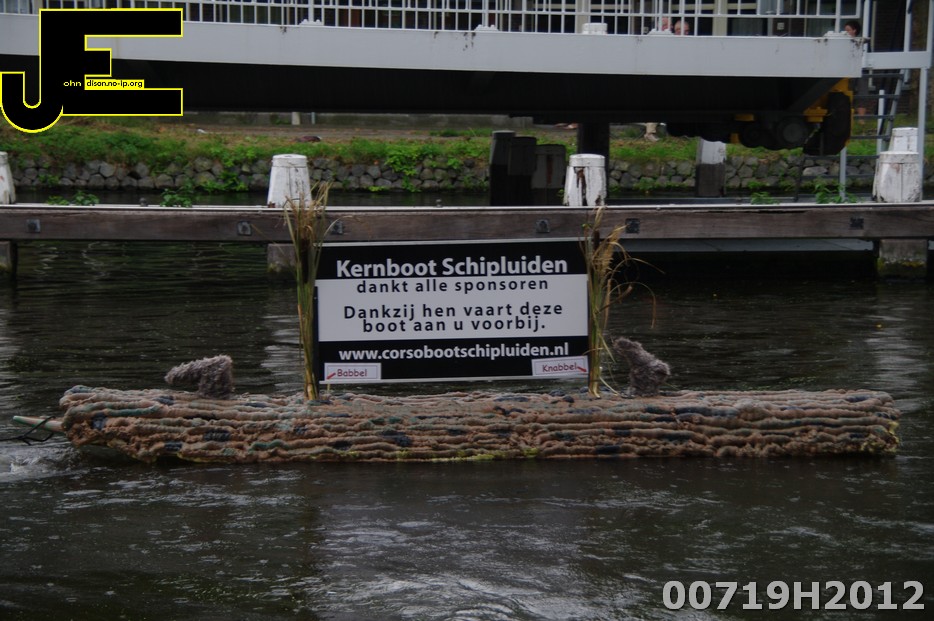 JE
ohn dison.no-ip.org
Kernboot Schipluiden
dankt alle sponsoren
Dankzij hen vaart deze
boot aan u voorbij.
www.corsobootschipluiden.nl
Babbel
Knabbel
00719H2012